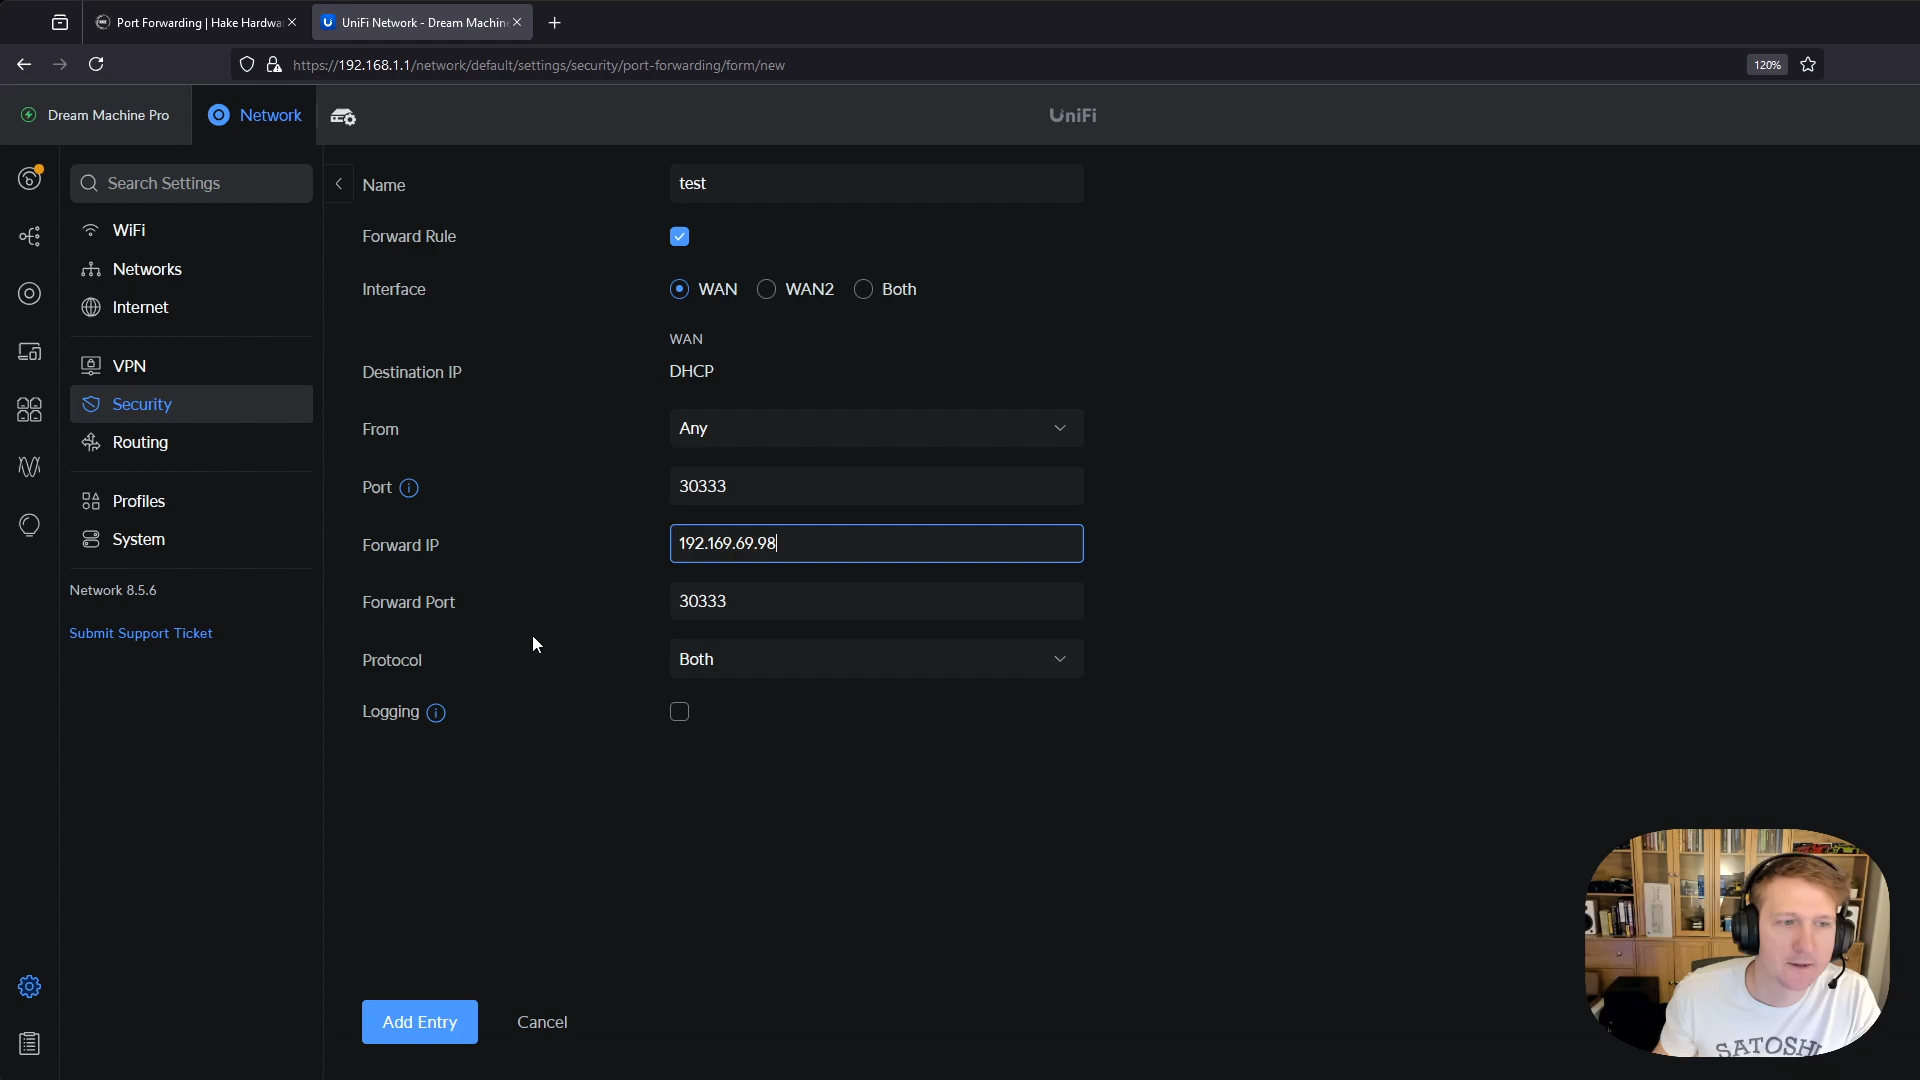 Port Forwarding | Hake Hardwa
UniFi Network - Dream Machin
https://192.168.1.1/network/default/settings/security/port-forwarding/form/new
120%
Dream Machine Pro
Network
UniFi
Search Settings
WiFi
Networks
Internet
VPN
Security
Routing
Profiles
System
Network 8.5.6
Submit Support Ticket
Name
test
Forward Rule
Interface
WAN
WAN2
Both
WAN
Destination IP
DHCP
From
Any
Port
30333
Forward IP
192.169.69.98
Forward Port
30333
Protocol
Both
Logging
Add Entry
Cancel
SATOSHI